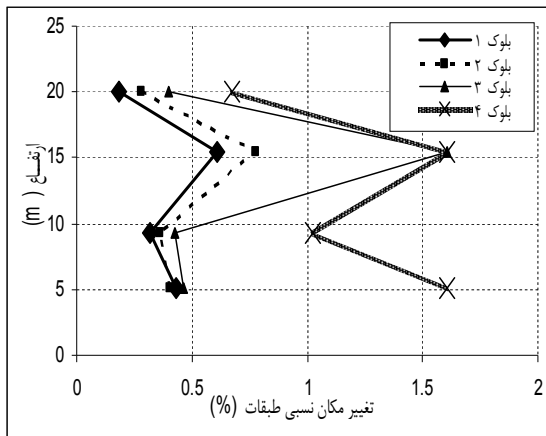 بلوک ۱
بلوک ۲
بلوک ۳
بلوک ۴
ارتفـــاع ( m)
25
20
15
10
5
0
0 0.5 1 1.5 2
تغییر مکان نسبی طبقات (%)